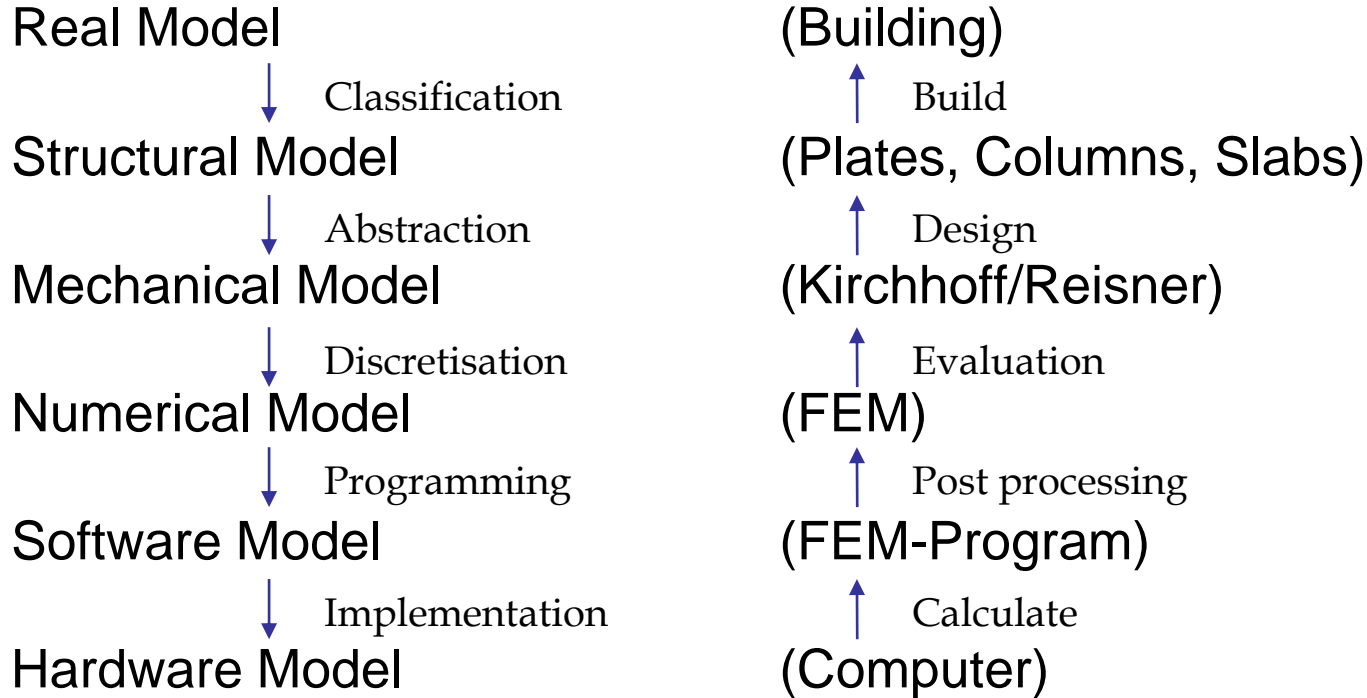 Real Model (Building)
Classification Build
Structural Model (Plates, Columns, Slabs)
Abstraction Design
Mechanical Model (Kirchhoff/Reisner)
Discretisation Evaluation
Numerical Model (FEM)
Programming Post processing
Software Model (FEM-Program)
Implementation Calculate
Hardware Model (Computer)